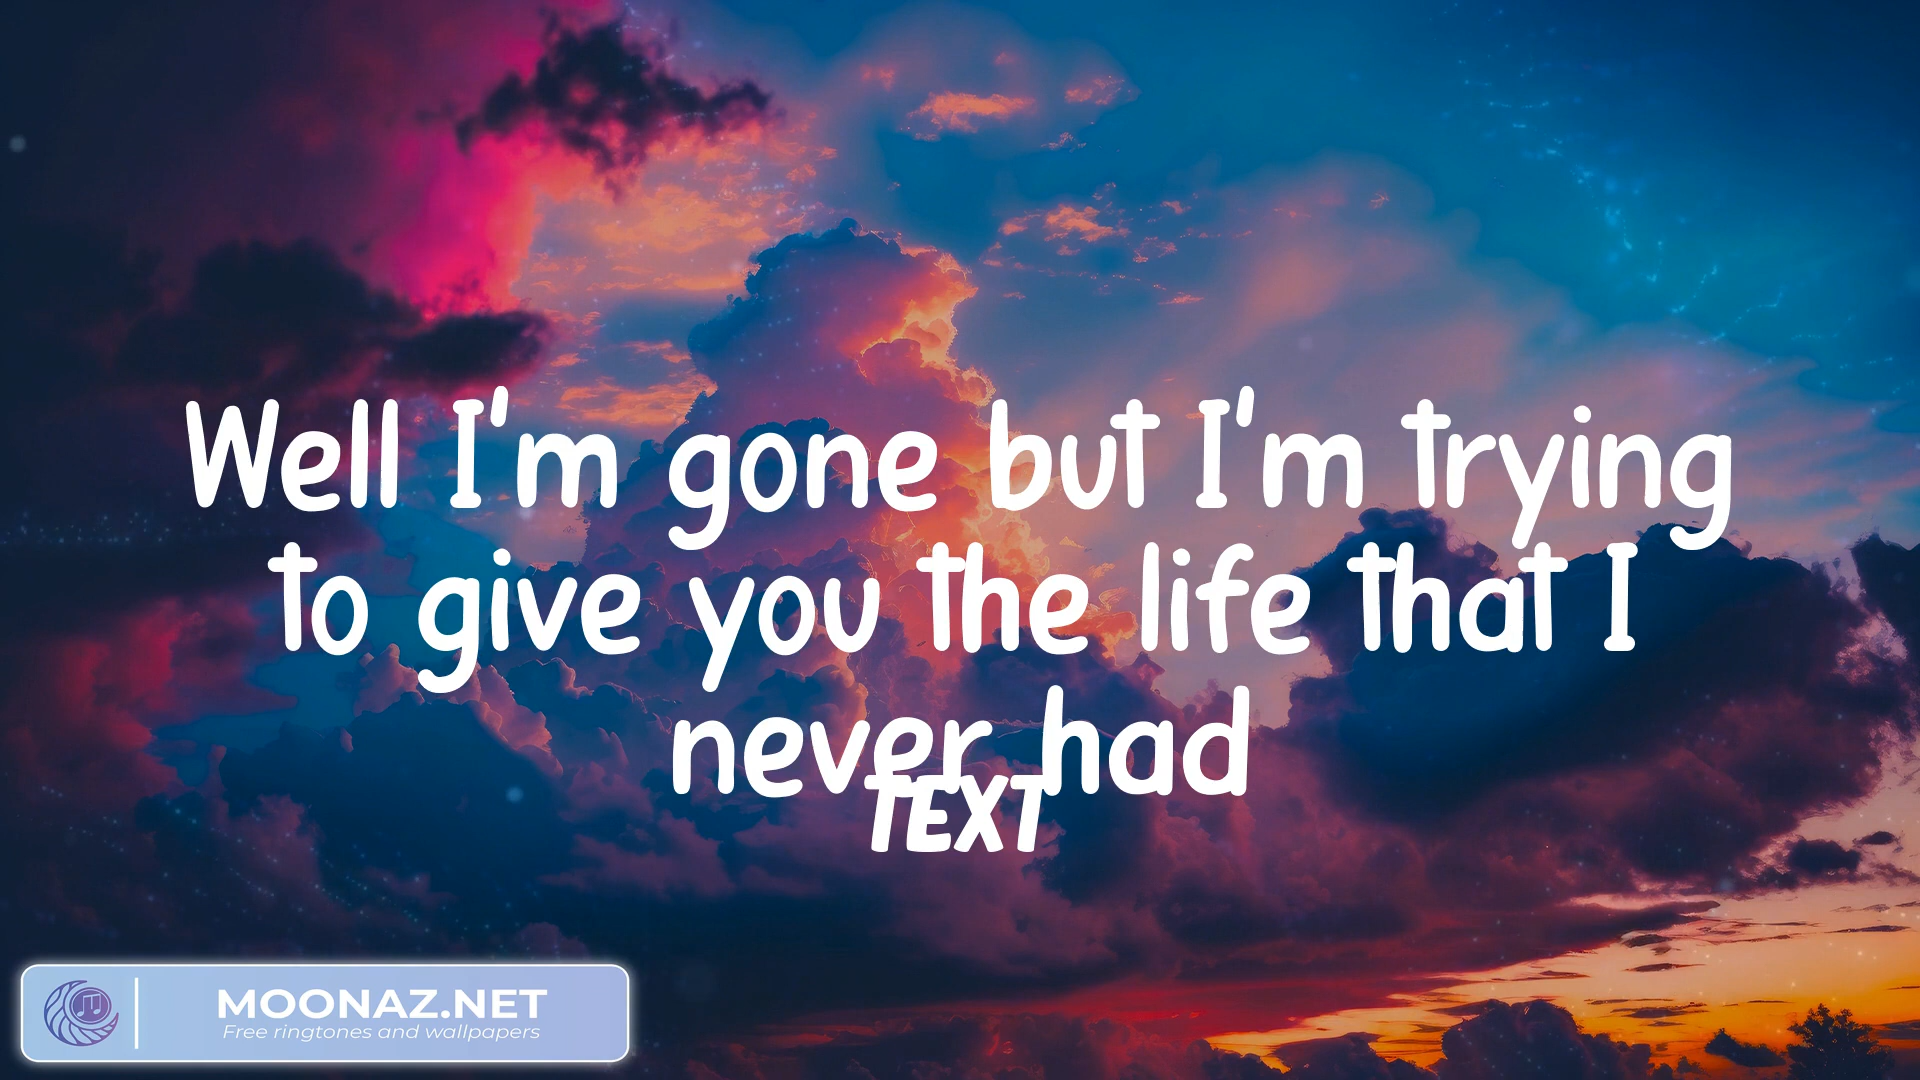 Well I'm gone but I'm trying
to give you the life that I
never had
TEXT
MOONAZ.NET
Free ringtones and wallpapers